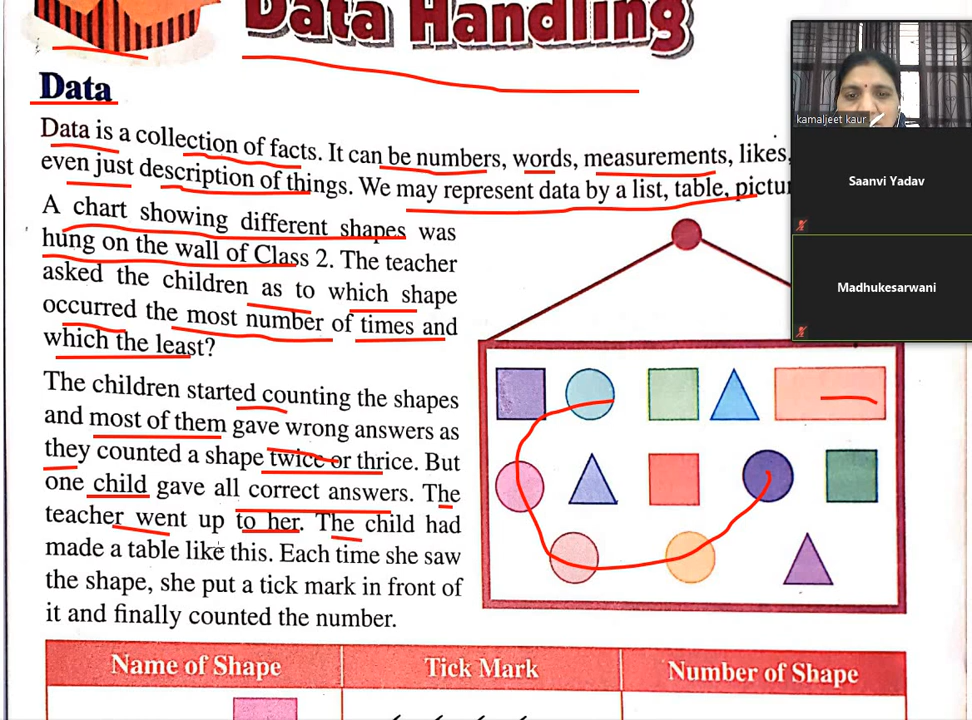 Data Handling
Data
Data is a collection of facts. It can be numbers, words, measurements, likes,
even just description of things. We may represent data by a list, table,
A chart showing different shapes was
hung on the wall of Class 2. The teacher
asked the children as to which shape
occurred the most number of times and
which the least?
The children started counting the shapes
and most of them gave wrong answers as
they counted a shape twice or thrice. But
one child gave all correct answers. The
teacher went up to her. The child had
made a table like this. Each time she saw
the shape, she put a tick mark in front of
it and finally counted the number.
Name of Shape Tick Mark Number of Shape
kamaljeet kaur
Saanvi Yadav
Madhukesarwani